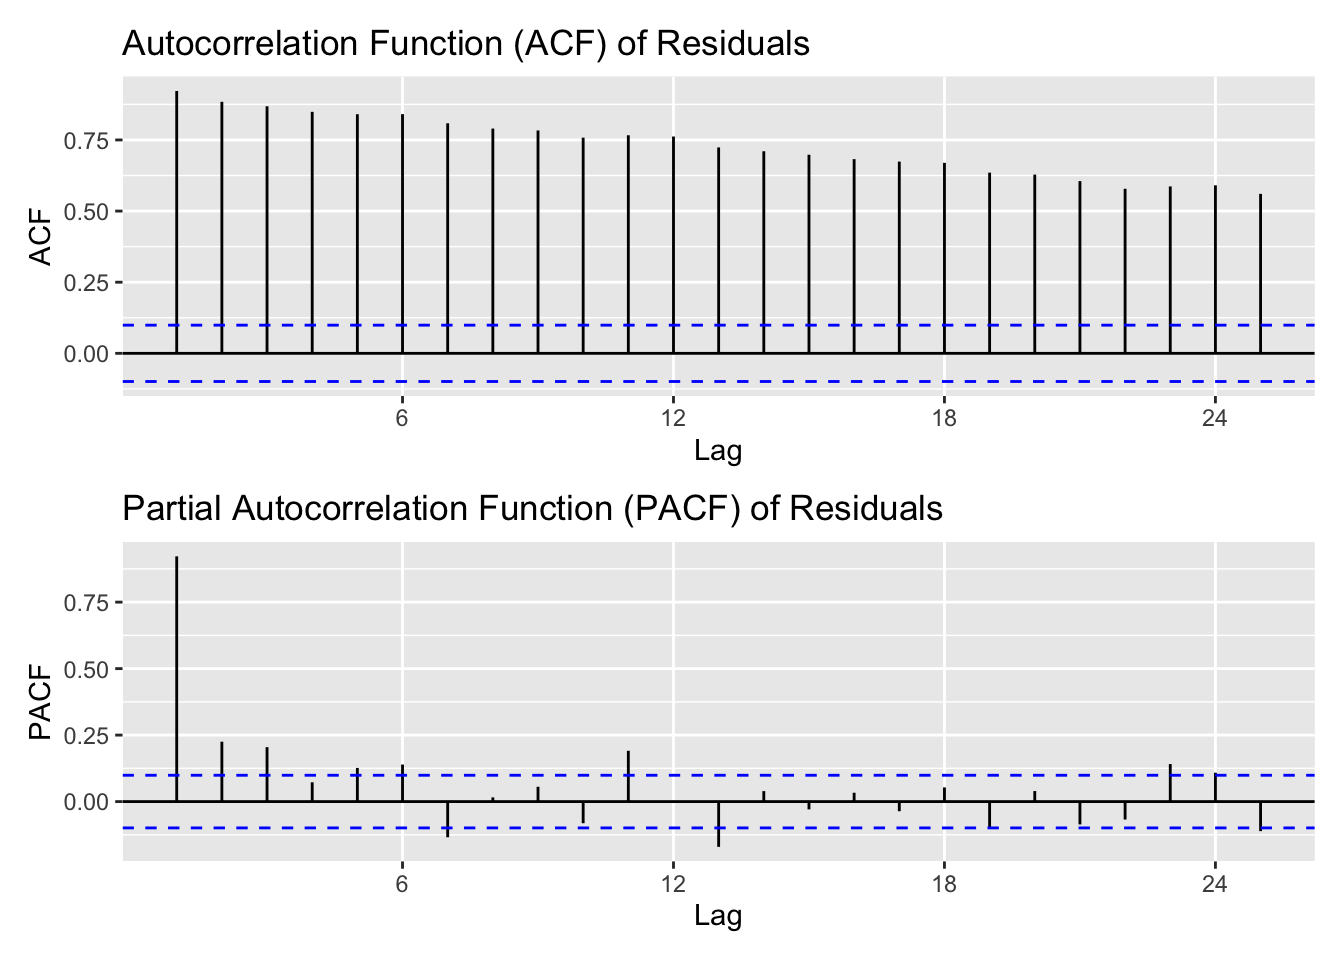 Autocorrelation Function (ACF) of Residuals
0.75
0.50
0.25
0.00
ACF
6 12 18 24
Lag
Partial Autocorrelation Function (PACF) of Residuals
0.75
0.50
0.25
0.00
PACF
6 12 18 24
Lag